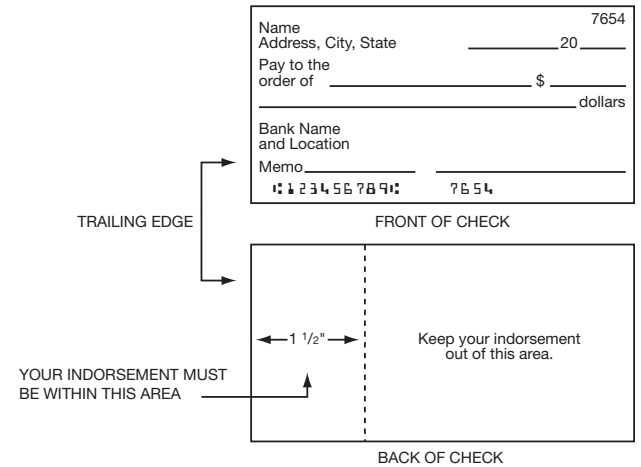 7654
Name
Address, City, State 20
Pay to the
order of $
dollars
Bank Name
and Location
Memo
⑆123456789⑆ 7654
TRAILING EDGE
FRONT OF CHECK
1 1/2"
Keep your indorsement
out of this area.
YOUR INDORSEMENT MUST
BE WITHIN THIS AREA
BACK OF CHECK